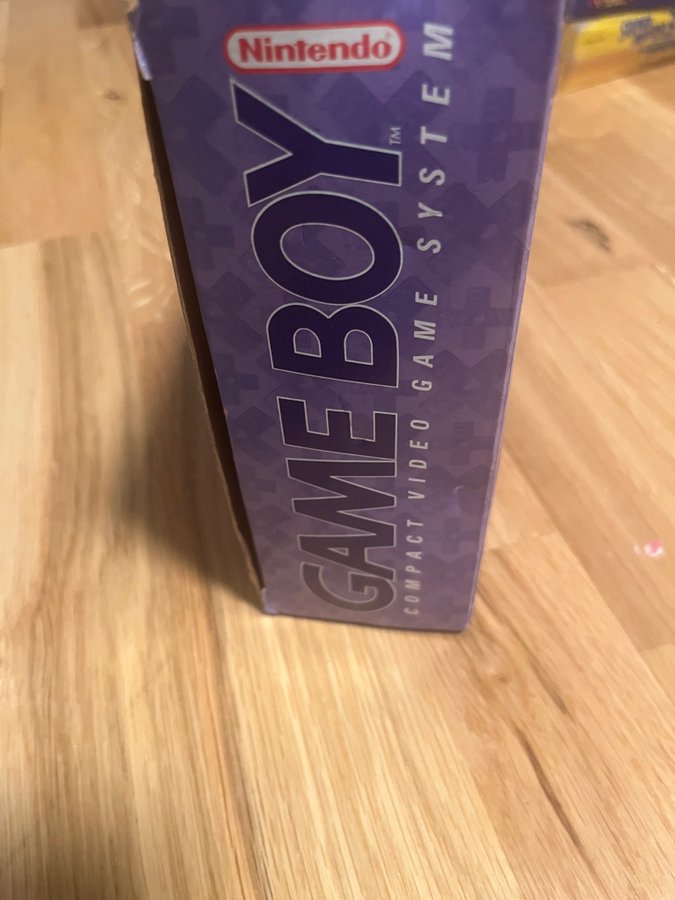 Nintendo
GAME BOY™
COMPACT VIDEO GAME SYSTEM